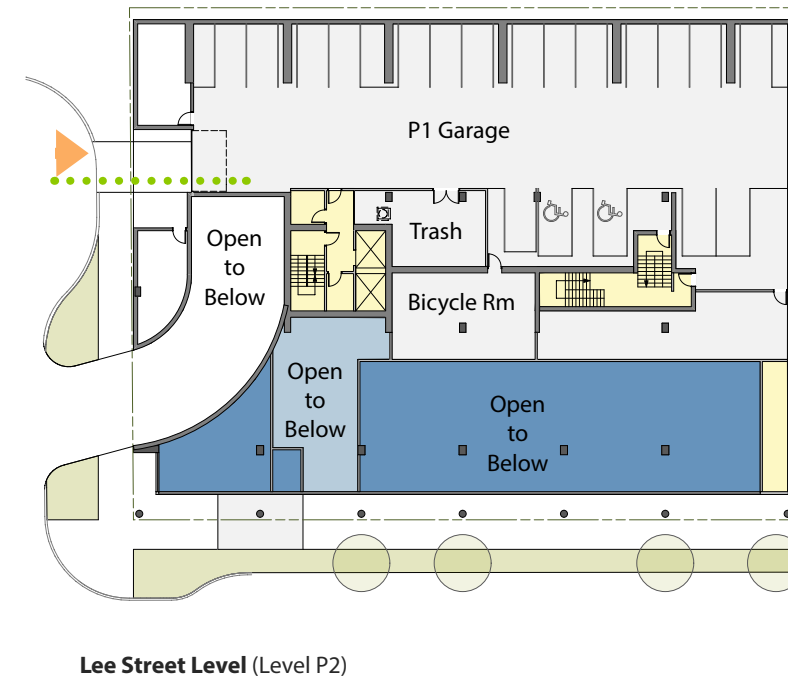 P1 Garage
Trash
Open
to
Below
Bicycle Rm
Open
to
Below
Open
to
Below
Lee Street Level (Level P2)